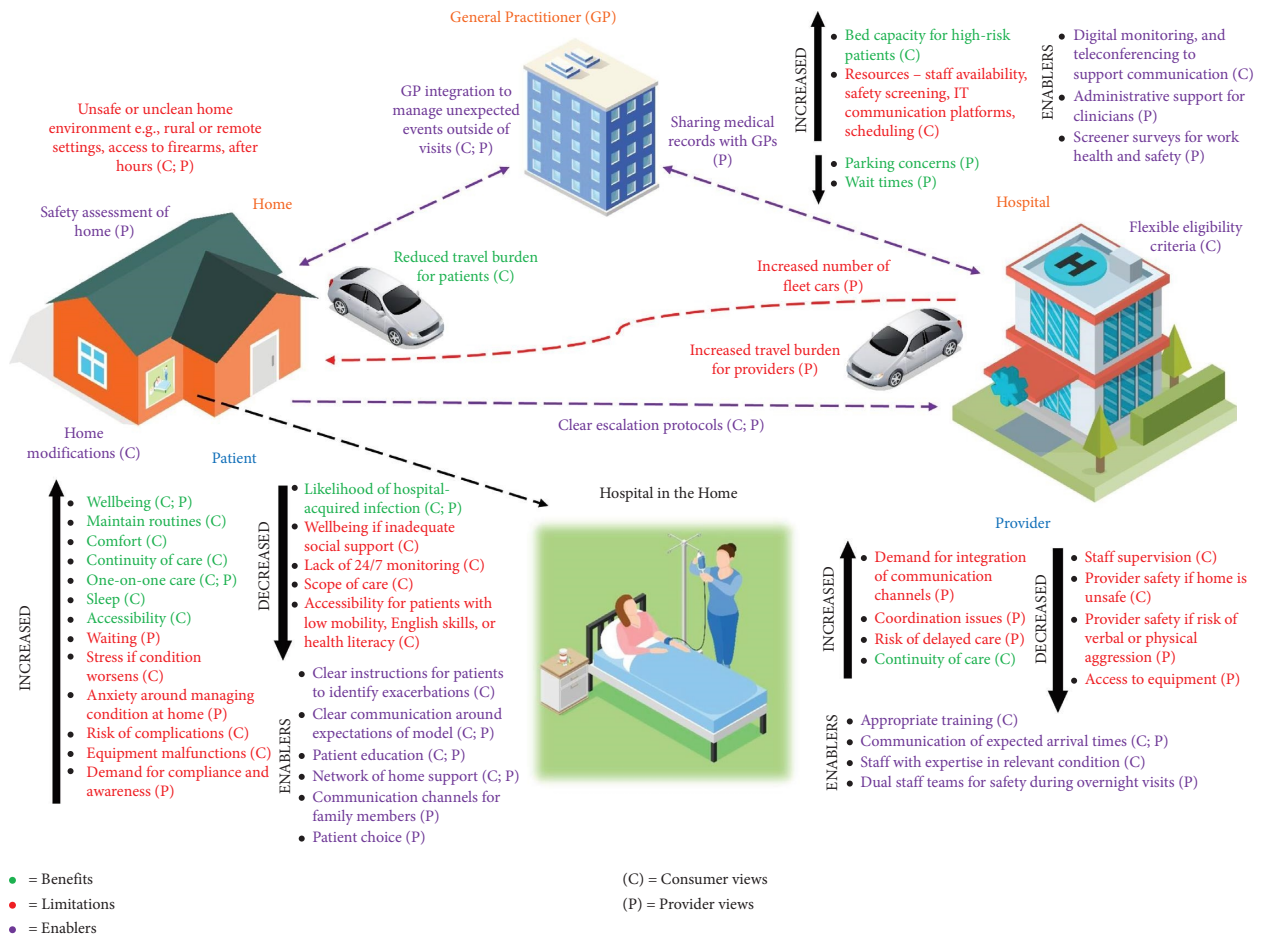 General Practitioner (GP)
GP integration to
manage unexpected
events outside of
visits (C; P)
Sharing medical
records with GPs
(P)
INCREASED
Bed capacity for high-risk
patients (C)
Resources – staff availability,
safety screening, IT
communication platforms,
scheduling (C)
Parking concerns (P)
Wait times (P)
ENABLERS
Digital monitoring, and
teleconferencing to
support communication (C)
Administrative support for
clinicians (P)
Screener surveys for work
health and safety (P)
Unsafe or unclean home
environment e.g., rural or remote
settings, access to firearms, after
hours (C; P)
Home
Safety assessment of
home (P)
Reduced travel burden
for patients (C)
Increased number of
fleet cars (P)
Increased travel burden
for providers (P)
Hospital
Flexible eligibility
criteria (C)
H
Clear escalation protocols (C; P)
Home
modifications (C)
Patient
INCREASED
Wellbeing (C; P)
Maintain routines (C)
Comfort (C)
Continuity of care (C)
One-on-one care (C; P)
Sleep (C)
Accessibility (C)
Waiting (P)
Stress if condition
worsens (C)
Anxiety around managing
condition at home (P)
Risk of complications (C)
Equipment malfunctions (C)
Demand for compliance and
awareness (P)
DECREASED
Likelihood of hospital-
acquired infection (C; P)
Wellbeing if inadequate
social support (C)
Lack of 24/7 monitoring (C)
Scope of care (C)
Accessibility for patients with
low mobility, English skills, or
health literacy (C)
ENABLERS
Clear instructions for patients
to identify exacerbations (C)
Clear communication around
expectations of model (C; P)
Patient education (C; P)
Network of home support (C; P)
Communication channels for
family members (P)
Patient choice (P)
Hospital in the Home
Provider
INCREASED
Demand for integration
of communication
channels (P)
Coordination issues (P)
Risk of delayed care (P)
Continuity of care (C)
DECREASED
Staff supervision (C)
Provider safety if home is
unsafe (C)
Provider safety if risk of
verbal or physical
aggression (P)
Access to equipment (P)
ENABLERS
Appropriate training (C)
Communication of expected arrival times (C; P)
Staff with expertise in relevant condition (C)
Dual staff teams for safety during overnight visits (P)
= Benefits
= Limitations
= Enablers
(C) = Consumer views
(P) = Provider views